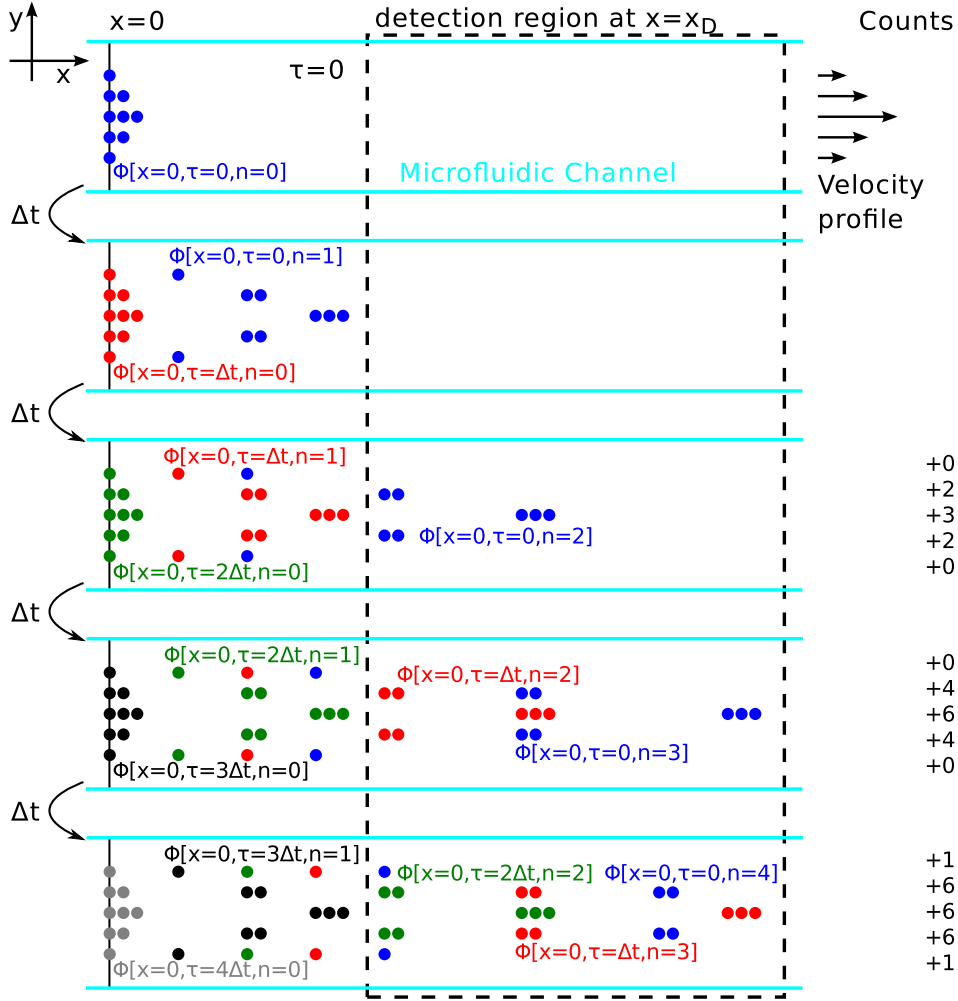 y
x=0
detection region at x=x_D
Counts
x
τ=0
Φ[x=0,τ=0,n=0]
Microfluidic Channel
Velocity
profile
Δt
Φ[x=0,τ=0,n=1]
Φ[x=0,τ=Δt,n=0]
Δt
Φ[x=0,τ=Δt,n=1]
Φ[x=0,τ=0,n=2]
Φ[x=0,τ=2Δt,n=0]
+0
+2
+3
+2
+0
Δt
Φ[x=0,τ=2Δt,n=1]
Φ[x=0,τ=Δt,n=2]
Φ[x=0,τ=0,n=3]
Φ[x=0,τ=3Δt,n=0]
+0
+4
+6
+4
+0
Δt
Φ[x=0,τ=3Δt,n=1]
Φ[x=0,τ=2Δt,n=2]
Φ[x=0,τ=0,n=4]
Φ[x=0,τ=Δt,n=3]
Φ[x=0,τ=4Δt,n=0]
+1
+6
+6
+6
+1